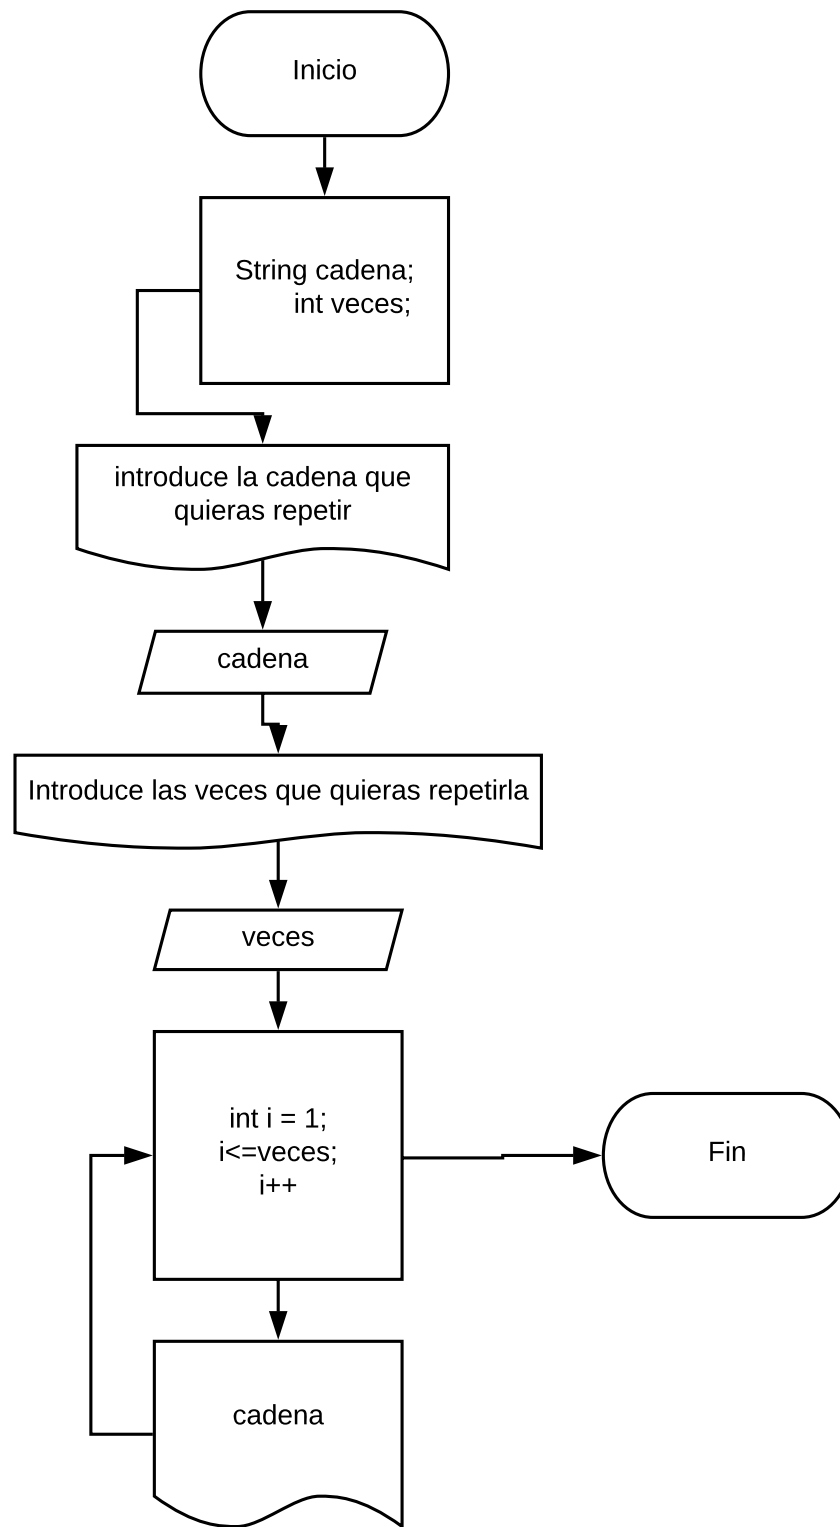 Inicio
String cadena;
int veces;
introduce la cadena que
quieras repetir
cadena
Introduce las veces que quieras repetirla
veces
int i = 1;
i<=veces;
i++
Fin
cadena